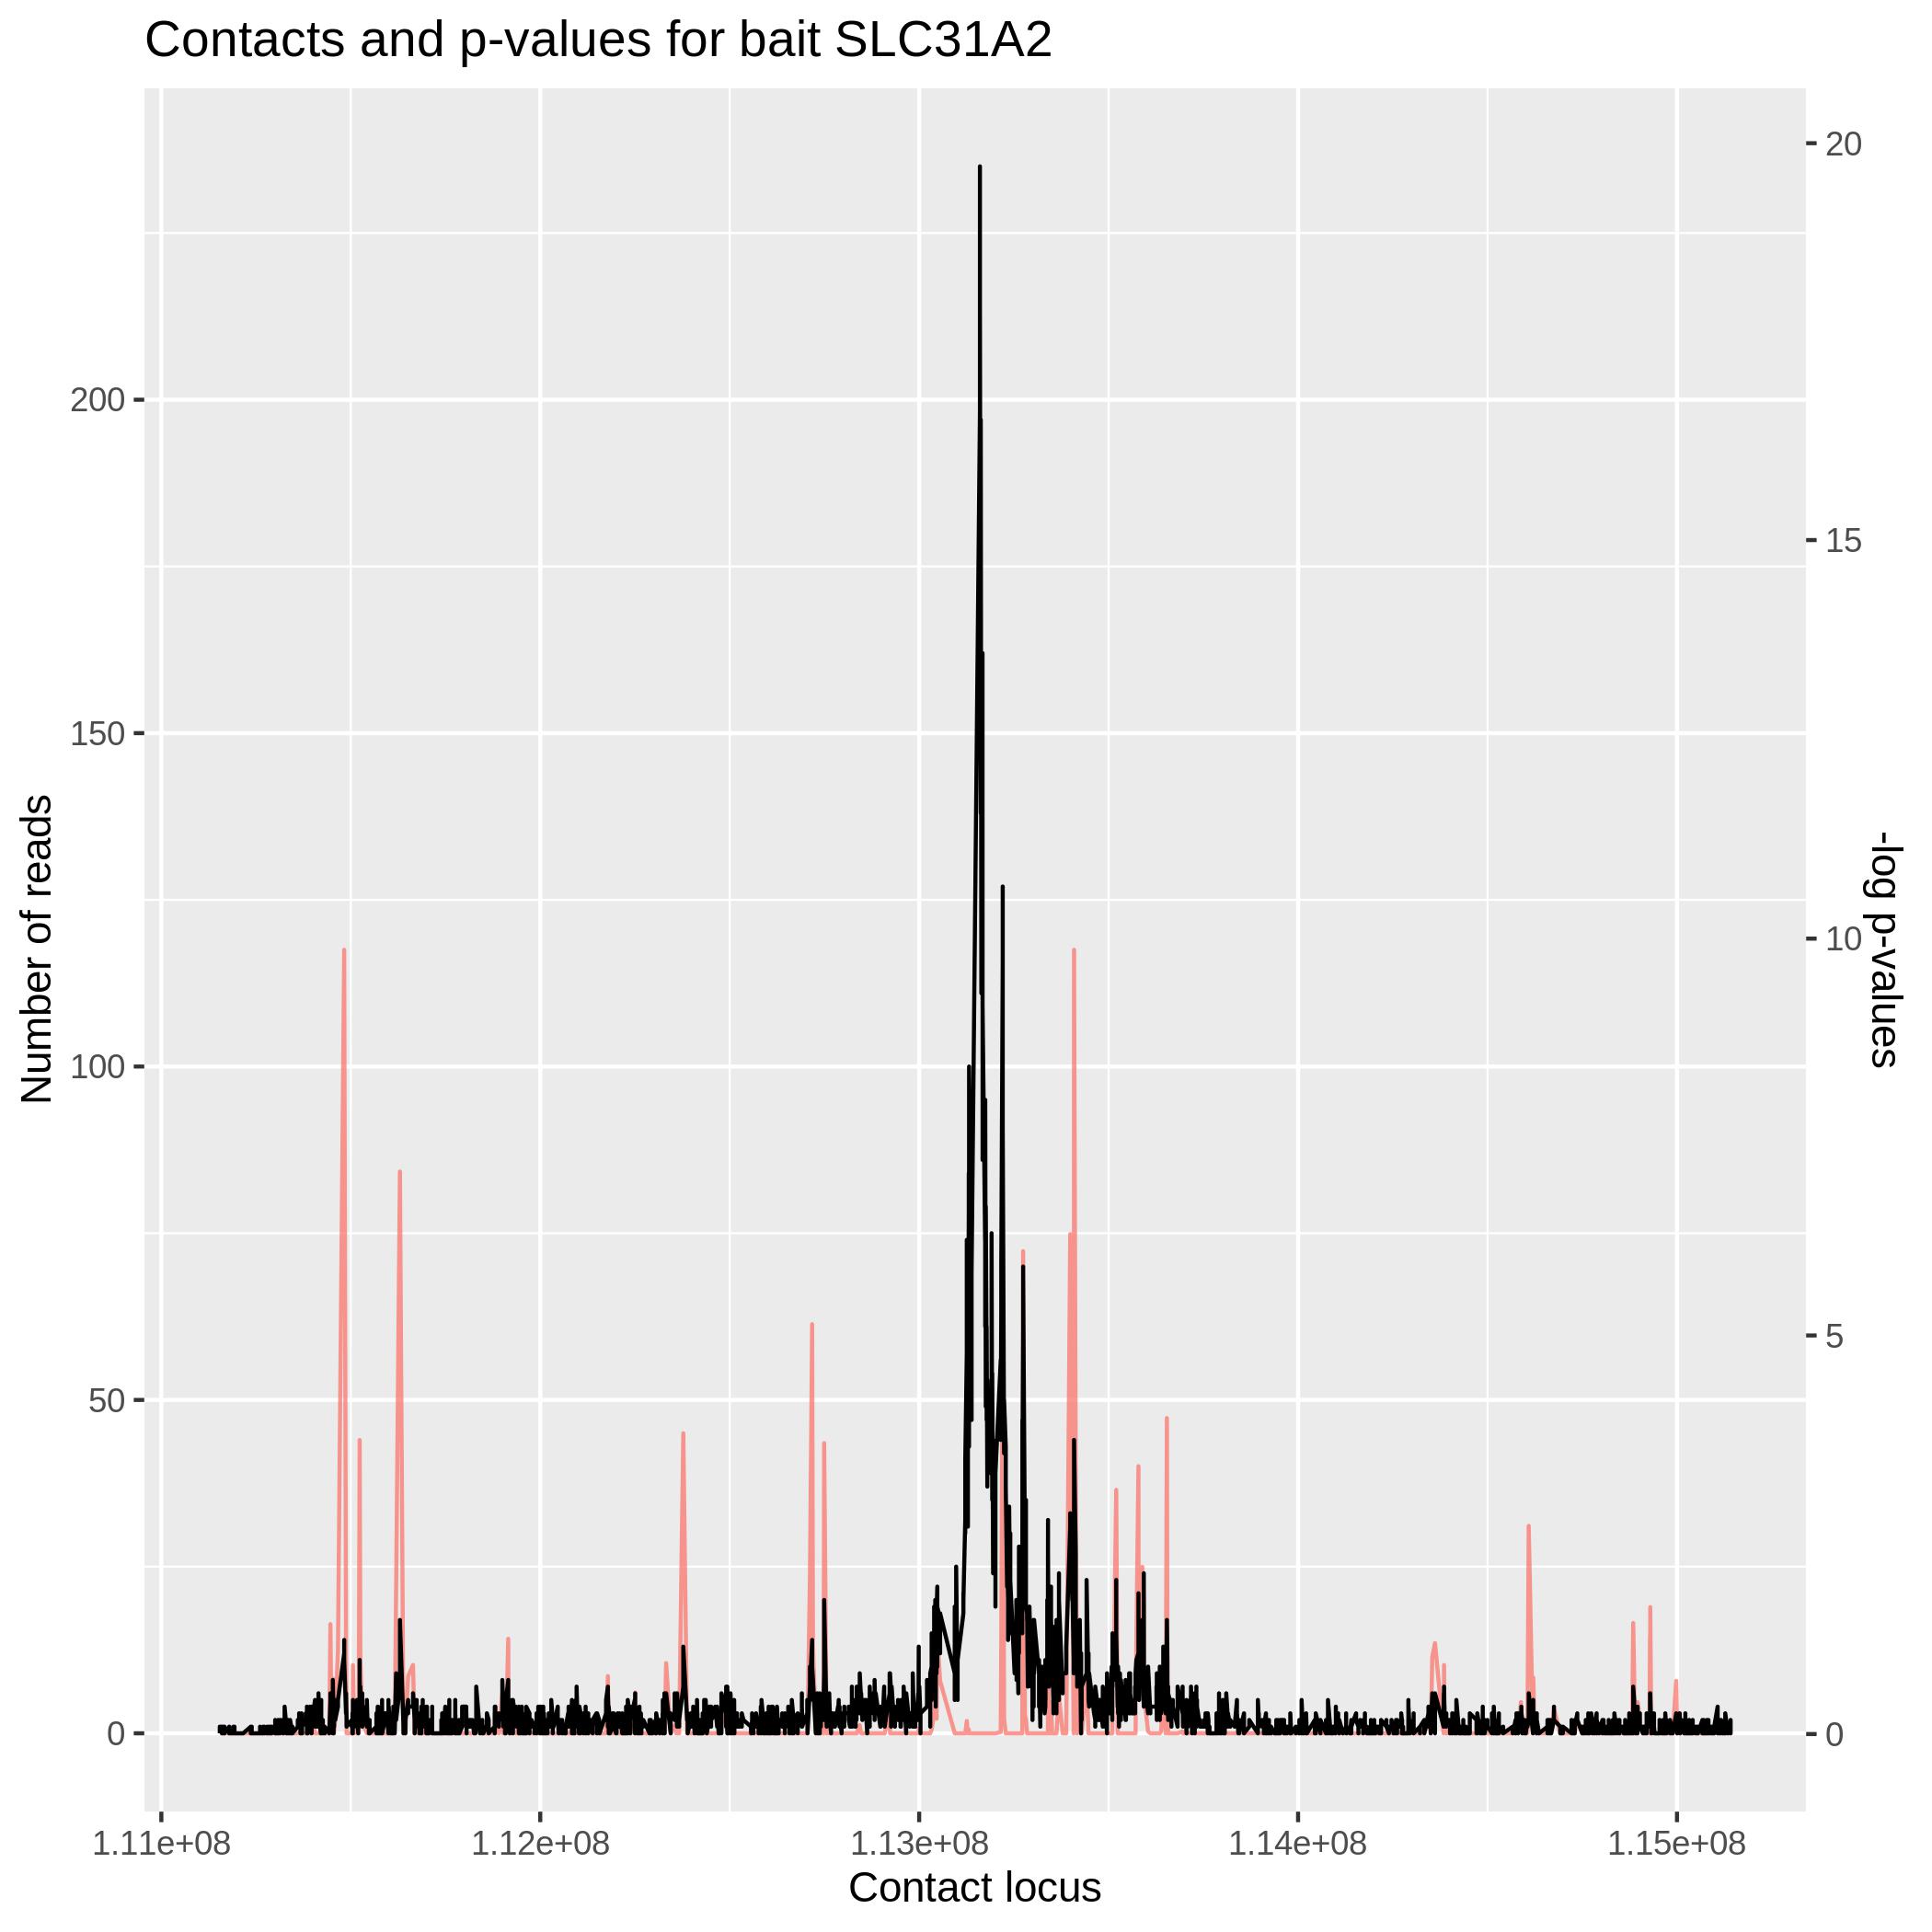 Contacts and p-values for bait SLC31A2
20
15
10
5
0
200
150
100
50
0
Number of reads
-log p-values
1.11e+08 1.12e+08 1.13e+08 1.14e+08 1.15e+08
Contact locus